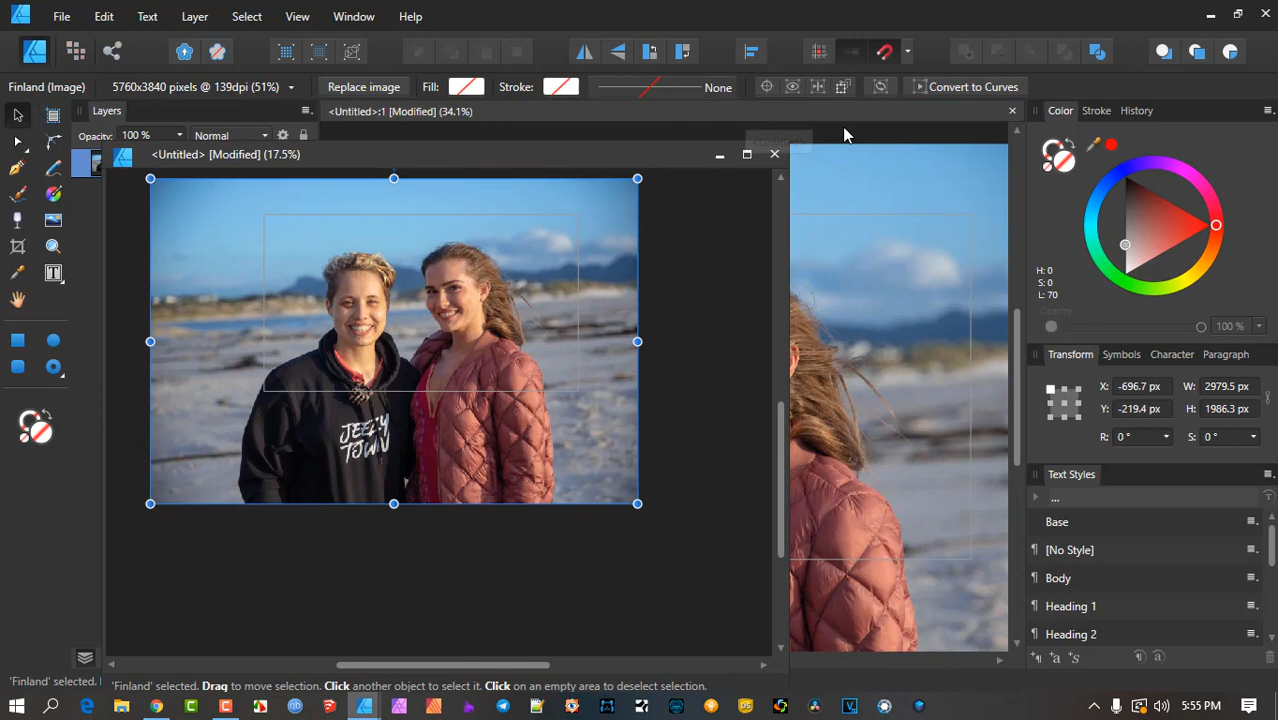 File Edit Text Layer Select View Window Help
Finland (Image) 5760x3840 pixels @ 139dpi (51%) Replace image Fill: Stroke: None Convert to Curves
Layers
<Untitled>:1 [Modified] (34.1%)
Color Stroke History
Opacity: 100 % Normal
<Untitled> [Modified] (17.5%)
H: 0
S: 0
L: 70
Opacity
100 %
Transform Symbols Character Paragraph
X: -696.7 px W: 2979.5 px
Y: -219.4 px H: 1986.3 px
R: 0 ° S: 0 °
JEEZY
TOWN
Text Styles
...
Base
[No Style]
Body
Heading 1
Heading 2
'Finland' selected.
'Finland' selected. Drag to move selection. Click another object to select it. Click on an empty area to deselect selection.
5:55 PM